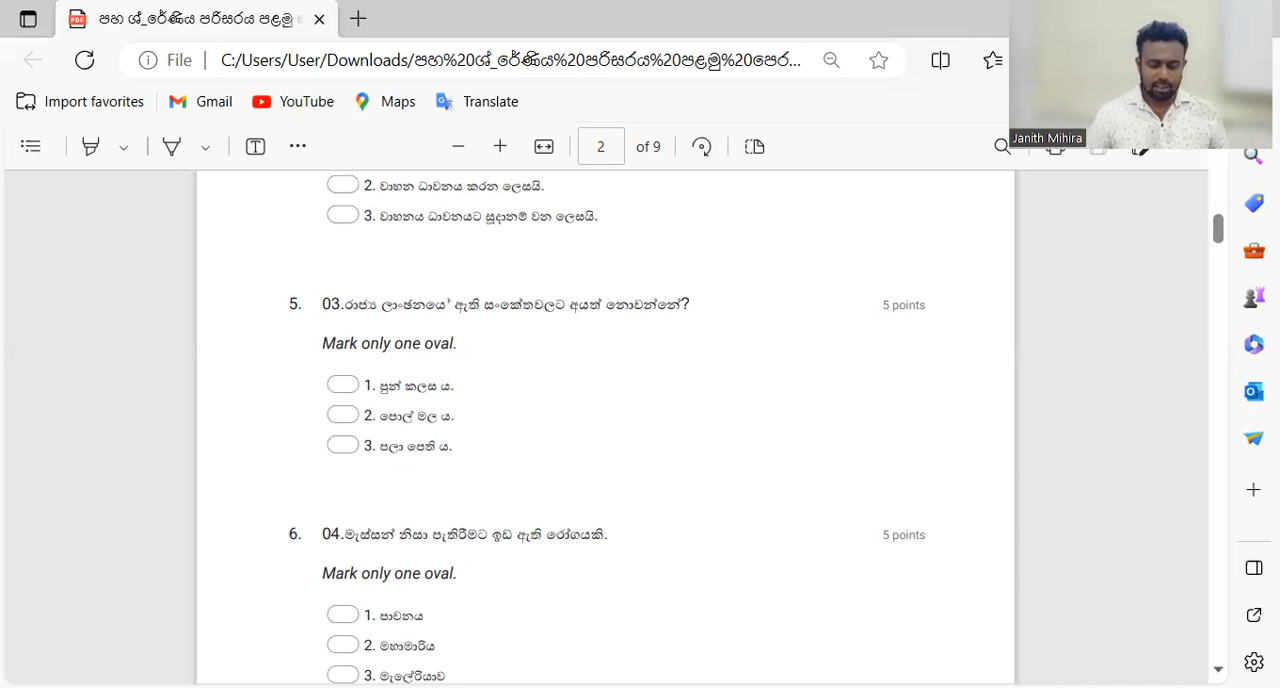 පහ ශ්_රේණිය පරිසරය පළමු
File
C:/Users/User/Downloads/පහ%20ශ්_රේණිය%20පරිසරය%20පළමු%20පෙර...
Import favorites
Gmail
YouTube
Maps
Translate
Janith Mihira
2 of 9
2. වාහන ධාවනය කරන ලෙසයි.
3. වාහනය ධාවනයට සූදානම් වන ලෙසයි.
5. 03.රාජ්‍ය ලාංඡනයේ ඇති සංකේතවලට අයත් නොවන්නේ? 5 points
Mark only one oval.
1. පුන් කලස ය.
2. පොල් මල ය.
3. පලා පෙති ය.
6. 04.මැස්සන් නිසා පැතිරීමට ඉඩ ඇති රෝගයකි. 5 points
Mark only one oval.
1. පාචනය
2. මහාමාරිය
3. මැලේරියාව